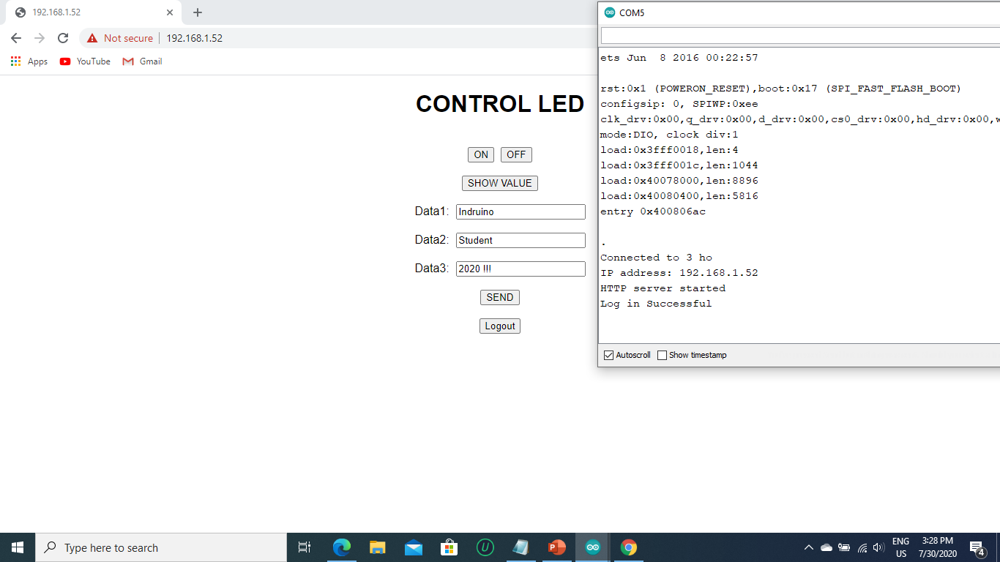 192.168.1.52
Not secure 192.168.1.52
Apps YouTube Gmail
CONTROL LED
ON OFF
SHOW VALUE
Data1: Indruino
Data2: Student
Data3: 2020 !!!
SEND
Logout
COM5
ets Jun  8 2016 00:22:57
rst:0x1 (POWERON_RESET),boot:0x17 (SPI_FAST_FLASH_BOOT)
configsip: 0, SPIWP:0xee
clk_drv:0x00,q_drv:0x00,d_drv:0x00,cs0_drv:0x00,hd_drv:0x00,w
mode:DIO, clock div:1
load:0x3fff0018,len:4
load:0x3fff001c,len:1044
load:0x40078000,len:8896
load:0x40080400,len:5816
entry 0x400806ac
.
Connected to 3 ho
IP address: 192.168.1.52
HTTP server started
Log in Successful
Autoscroll Show timestamp
Type here to search
ENG
US
3:28 PM
7/30/2020
4